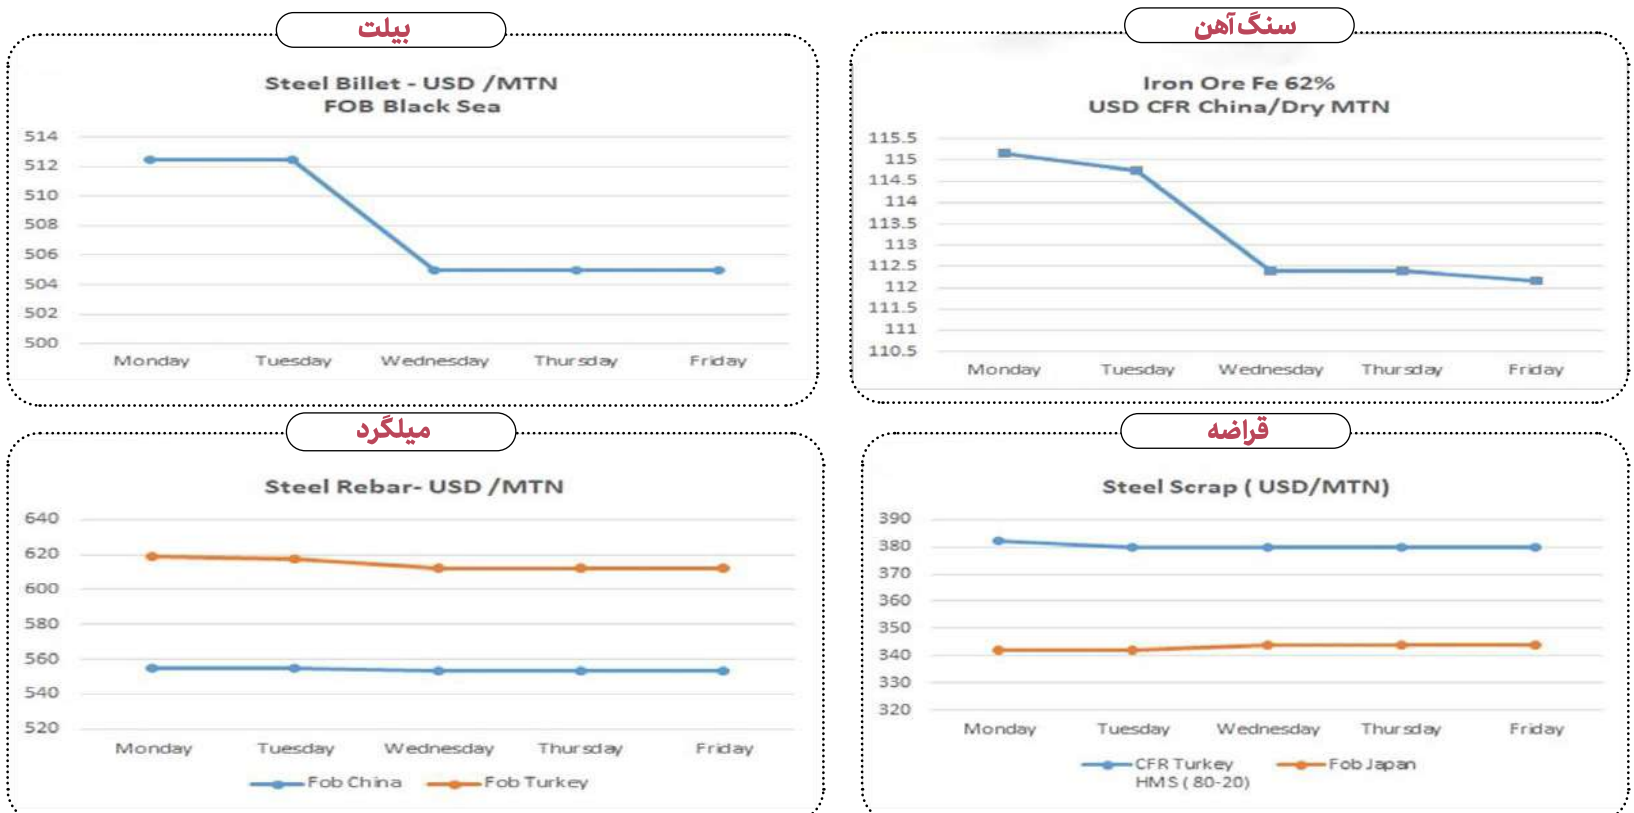 بیلت
Steel Billet - USD /MTN
FOB Black Sea
514
512
510
508
506
504
502
500
Monday Tuesday Wednesday Thursday Friday
سنگ‌آهن
Iron Ore Fe 62%
USD CFR China/Dry MTN
115.5
115
114.5
114
113.5
113
112.5
112
111.5
111
110.5
Monday Tuesday Wednesday Thursday Friday
میلگرد
Steel Rebar- USD /MTN
640
620
600
580
560
540
520
Monday Tuesday Wednesday Thursday Friday
Fob China Fob Turkey
قراضه
Steel Scrap ( USD/MTN)
390
380
370
360
350
340
330
320
Monday Tuesday Wednesday Thursday Friday
CFR Turkey Fob Japan
HMS ( 80-20)